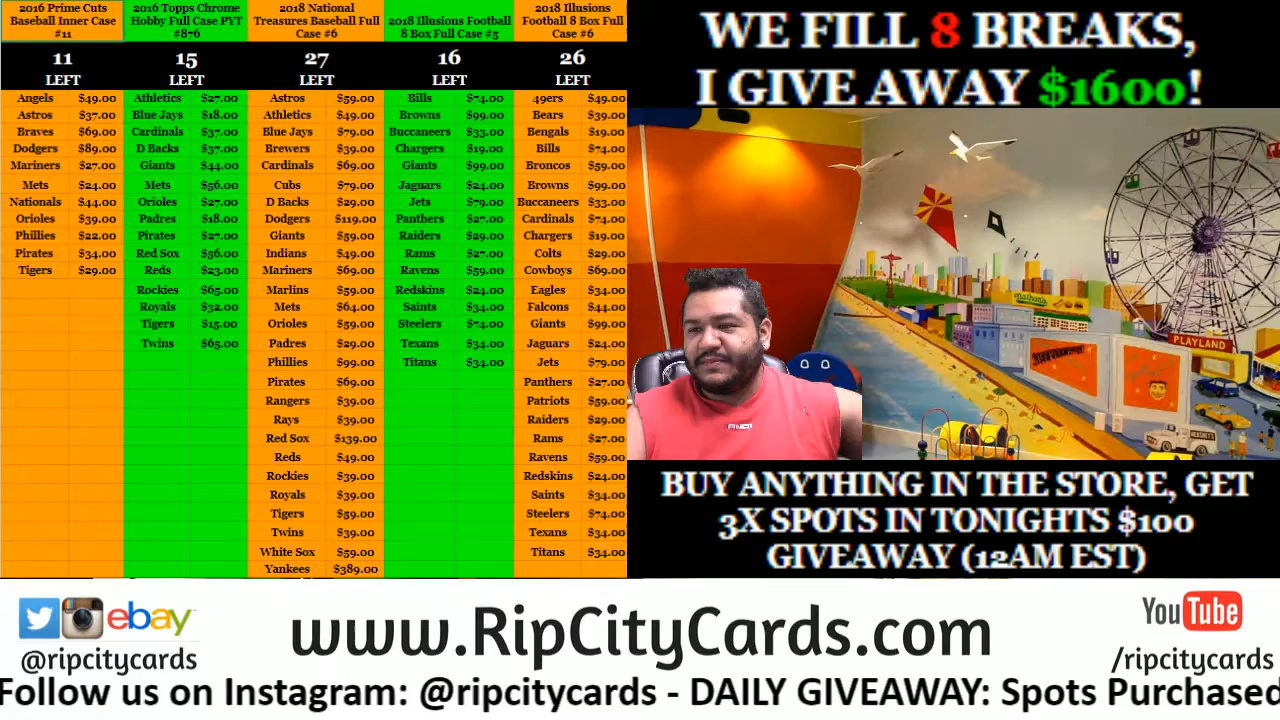 2016 Prime Cuts
Baseball Inner Case
#11
11
LEFT
Angels $49.00
Astros $37.00
Braves $69.00
Dodgers $89.00
Mariners $27.00
Mets $24.00
Nationals $44.00
Orioles $39.00
Phillies $22.00
Pirates $34.00
Tigers $29.00
2016 Topps Chrome
Hobby Full Case PYT
#876
15
LEFT
Athletics $27.00
Blue Jays $18.00
Cardinals $37.00
D Backs $37.00
Giants $44.00
Mets $56.00
Orioles $27.00
Padres $18.00
Pirates $27.00
Red Sox $56.00
Reds $23.00
Rockies $65.00
Royals $32.00
Tigers $15.00
Twins $65.00
2018 National
Treasures Baseball Full
Case #6
27
LEFT
Astros $59.00
Athletics $49.00
Blue Jays $79.00
Brewers $39.00
Cardinals $69.00
Cubs $79.00
D Backs $29.00
Dodgers $119.00
Giants $59.00
Indians $49.00
Mariners $69.00
Marlins $59.00
Mets $64.00
Orioles $59.00
Padres $29.00
Phillies $99.00
Pirates $69.00
Rangers $39.00
Rays $39.00
Red Sox $139.00
Reds $49.00
Rockies $39.00
Royals $39.00
Tigers $59.00
Twins $39.00
White Sox $59.00
Yankees $389.00
2018 Illusions Football
8 Box Full Case #5
16
LEFT
Bills $74.00
Browns $99.00
Buccaneers $33.00
Chargers $19.00
Giants $99.00
Jaguars $24.00
Jets $79.00
Panthers $27.00
Raiders $29.00
Rams $27.00
Ravens $59.00
Redskins $24.00
Saints $34.00
Steelers $74.00
Texans $34.00
Titans $34.00
2018 Illusions
Football 8 Box Full
Case #6
26
LEFT
49ers $49.00
Bears $39.00
Bengals $19.00
Bills $74.00
Broncos $59.00
Browns $99.00
Buccaneers $33.00
Cardinals $74.00
Chargers $19.00
Colts $29.00
Cowboys $69.00
Eagles $34.00
Falcons $44.00
Giants $99.00
Jaguars $24.00
Jets $79.00
Panthers $27.00
Patriots $59.00
Raiders $29.00
Rams $27.00
Ravens $59.00
Redskins $24.00
Saints $34.00
Steelers $74.00
Texans $34.00
Titans $34.00
WE FILL 8 BREAKS,
I GIVE AWAY $1600!
Nathan's
PLAYLAND
AND1
BUY ANYTHING IN THE STORE, GET
3X SPOTS IN TONIGHTS $100
GIVEAWAY (12AM EST)
ebay
@ripcitycards
www.RipCityCards.com
YouTube
/ripcitycards
Follow us on Instagram: @ripcitycards - DAILY GIVEAWAY: Spots Purchased